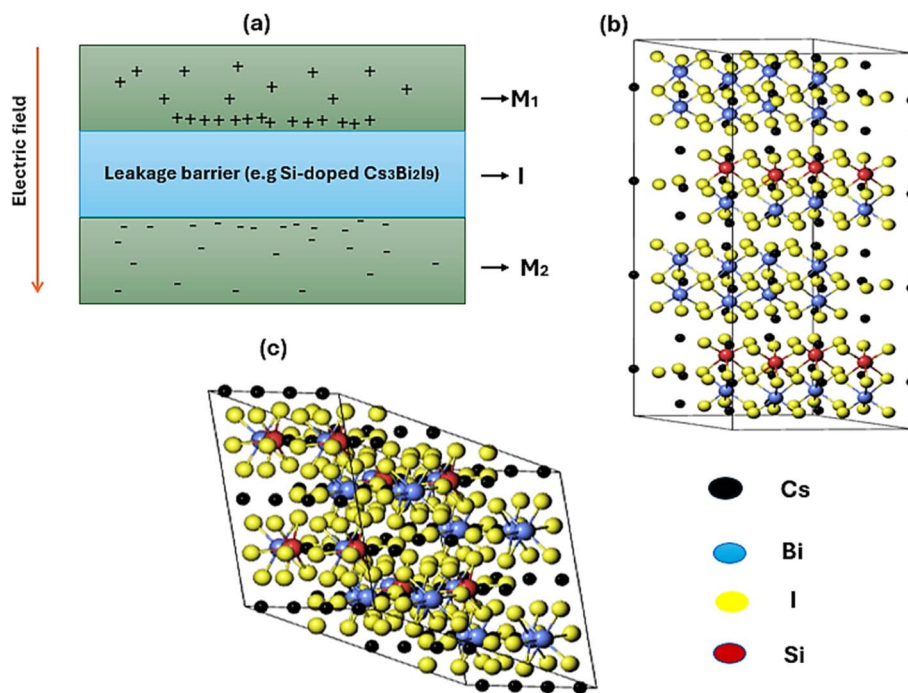 (a)
Electric field
M₁
Leakage barrier (e.g Si-doped Cs₃Bi₂I₉)
I
M₂
(b)
(c)
Cs
Bi
I
Si